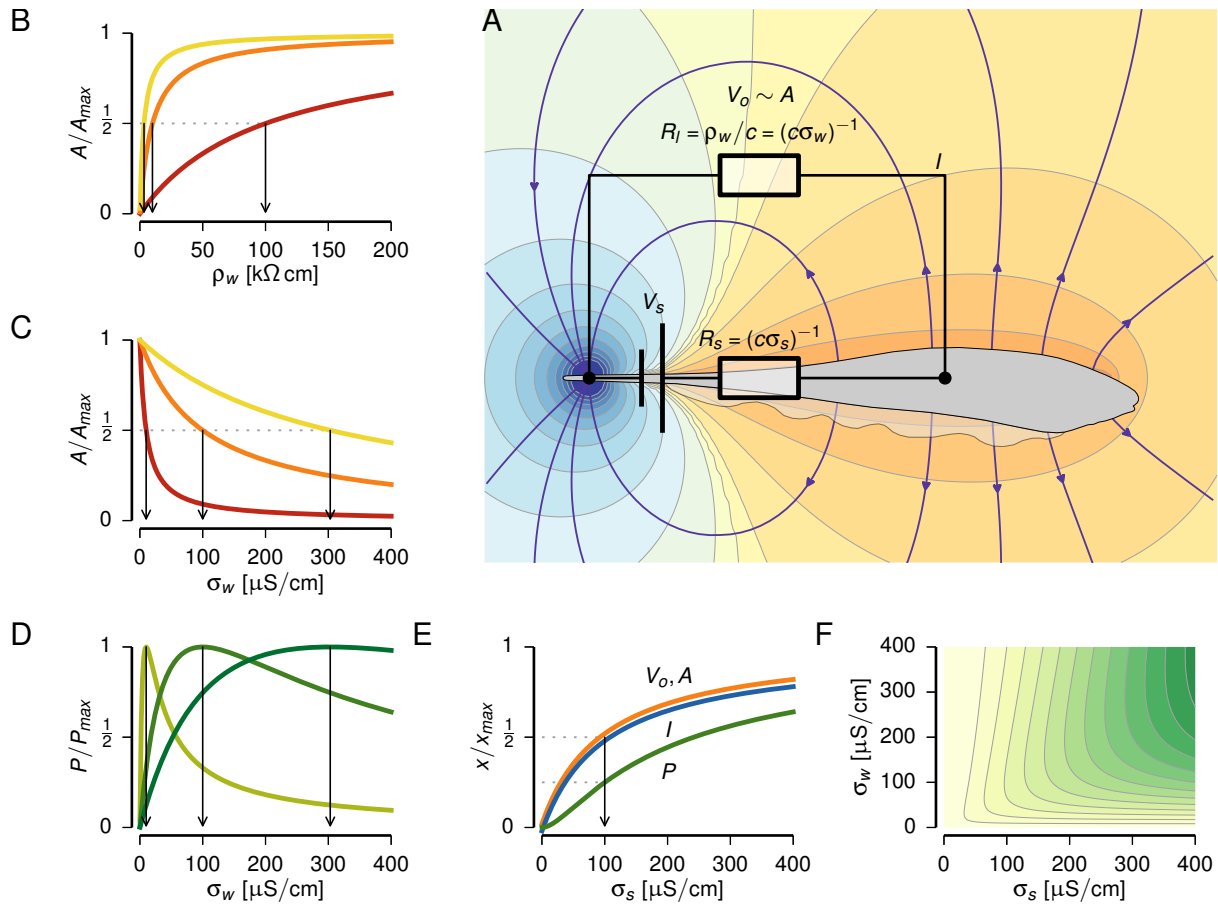 B
1
½
0
A/A_max
0 50 100 150 200
ρ_w [kΩ cm]
A
V_o ∼ A
R_l = ρ_w/c = (cσ_w)⁻¹
I
V_s
R_s = (cσ_s)⁻¹
C
1
½
0
A/A_max
0 100 200 300 400
σ_w [μS/cm]
D
1
½
0
P/P_max
0 100 200 300 400
σ_w [μS/cm]
E
1
½
0
x/x_max
V_o, A
I
P
0 100 200 300 400
σ_s [μS/cm]
F
400
300
200
100
0
σ_w [μS/cm]
0 100 200 300 400
σ_s [μS/cm]